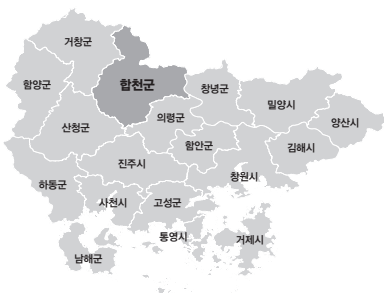 거창군
합천군
함양군
창녕군
밀양시
의령군
양산시
산청군
함안군
김해시
진주시
창원시
하동군
사천시
고성군
통영시
거제시
남해군